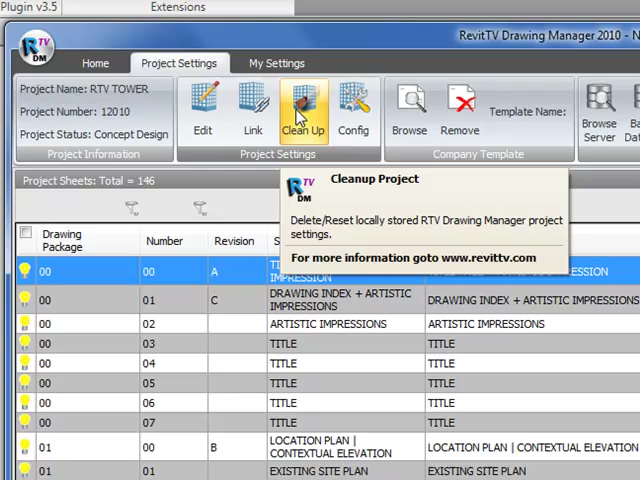 Plugin v3.5 Extensions
RevitTV Drawing Manager 2010 - N
RTV
DM
Home Project Settings My Settings
Project Name: RTV TOWER
Project Number: 12010
Project Status: Concept Design
Project Information
Edit Link Clean Up Config
Project Settings
Browse Remove Template Name:
Company Template
Browse
Server
Project Sheets: Total = 146
RTV
DM
Cleanup Project
Delete/Reset locally stored RTV Drawing Manager project
settings.
For more information goto www.revittv.com
Drawing
Package Number Revision
00 00 A
IMPRESSION
00 01 C DRAWING INDEX + ARTISTIC
IMPRESSIONS DRAWING INDEX + ARTISTIC IMPRESSIONS
00 02 ARTISTIC IMPRESSIONS ARTISTIC IMPRESSIONS
00 03 TITLE TITLE
00 04 TITLE TITLE
00 05 TITLE TITLE
00 06 TITLE TITLE
00 07 TITLE TITLE
01 00 B LOCATION PLAN |
CONTEXTUAL ELEVATION LOCATION PLAN | CONTEXTUAL ELEVATION
01 01 EXISTING SITE PLAN EXISTING SITE PLAN